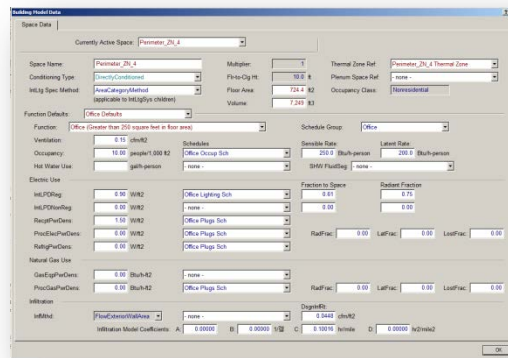 Building Model Data
Space Data
Currently Active Space: Perimeter_ZN_4
Space Name: Perimeter_ZN_4 Multiplier: 1 Thermal Zone Ref: Perimeter_ZN_4 Thermal Zone
Conditioning Type: DirectlyConditioned Flr-to-Clg Ht: 10.0 ft Plenum Space Ref: - none -
IntLtg Spec Method: AreaCategoryMethod Floor Area 724.4 ft2 Occupancy Class: Nonresidential
(applicable to IntLtgSys children) Volume 7,249 ft3
Function Defaults: Office Defaults
Function: Office (Greater than 250 square feet in floor area) Schedule Group: Office
Ventilation: 0.15 cfm/ft2 Schedules Sensible Rate: Latent Rate:
Occupancy: 10.00 people/1,000 ft2 Office Occup Sch 250.0 Btu/h-person 200.0 Btu/h-person
Hot Water Use: gal/h-person - none - SHW FluidSeg: - none -
Electric Use Fraction to Space Radiant Fraction
IntLPDReg: 0.90 W/ft2 Office Lighting Sch 0.61 0.75
IntLPDNonReg: 0.00 W/ft2 - none - 0.00 0.00
RecptPwrDens: 1.50 W/ft2 Office Plugs Sch
ProcElecPwrDens: 0.00 W/ft2 Office Plugs Sch RadFrac: 0.00 LatFrac: 0.00 LostFrac: 0.00
RefrigPwrDens: 0.00 W/ft2 Office Plugs Sch
Natural Gas Use
GasEqpPwrDens: 0.00 Btu/h-ft2 - none -
ProcGasPwrDens: 0.00 Btu/h-ft2 Office Plugs Sch RadFrac: 0.00 LatFrac: 0.00 LostFrac: 0.00
Infiltration DsgnInfRt:
InfMthd: FlowExteriorWallArea - none - 0.0448 cfm/ft2
Infiltration Model Coefficients: A: 0.00000 B: 0.00000 C: 0.10016 hr/mile D: 0.00000 hr2/mile2
OK